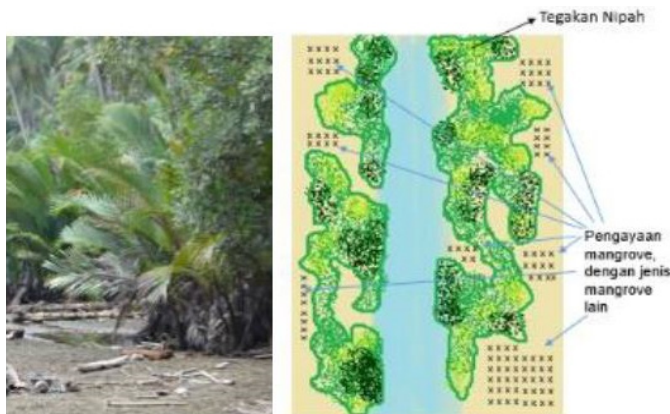 Tegakan Nipah
Pengayaan
mangrove,
dengan jenis
mangrove
lain